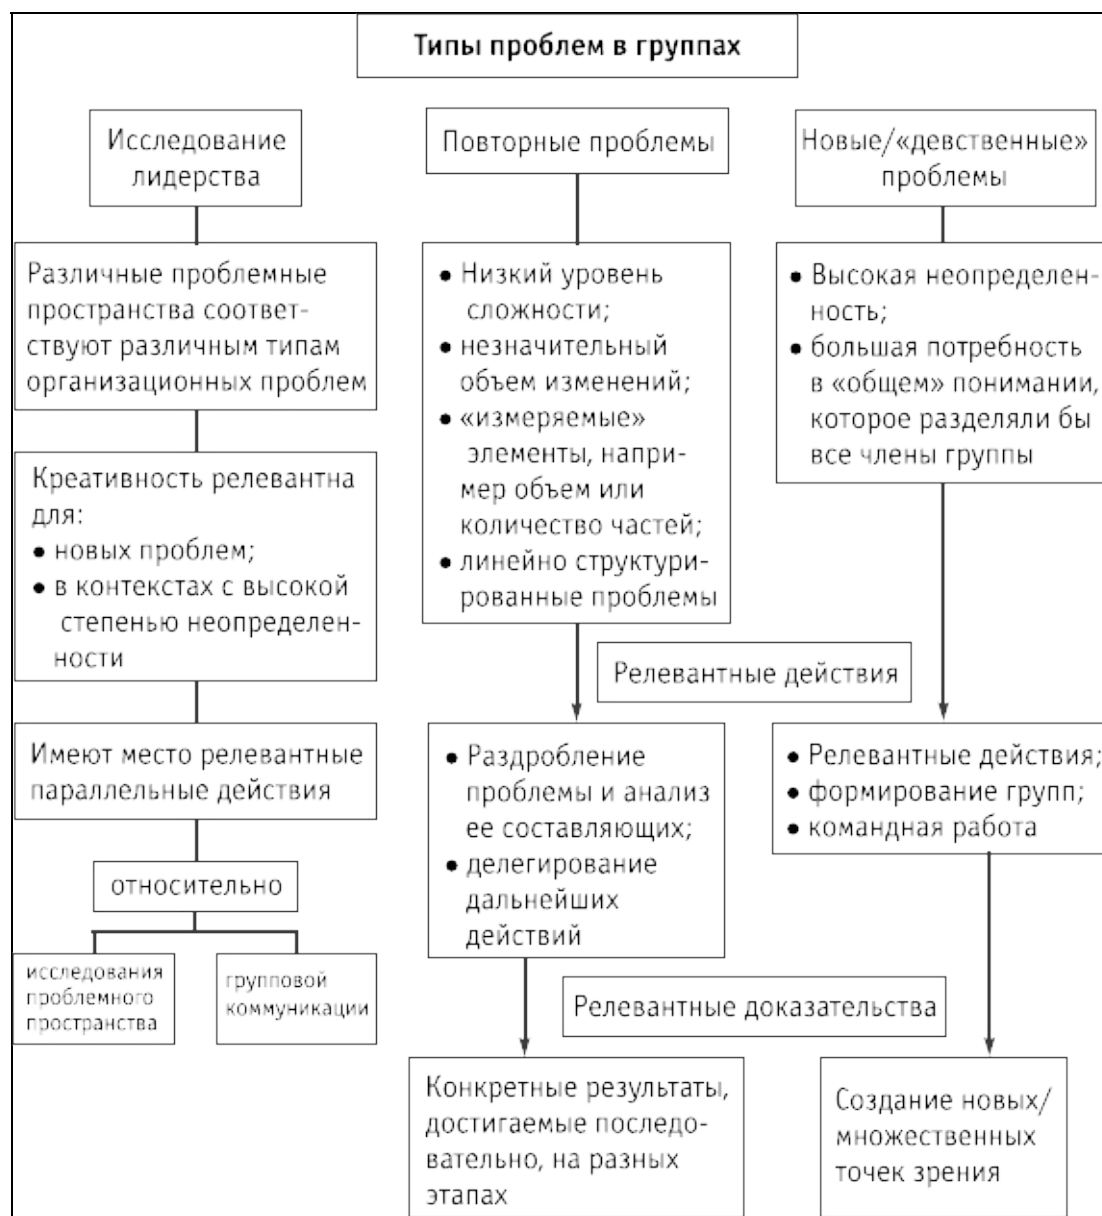 Типы проблем в группах
Исследование
лидерства
Различные проблемные
пространства соответ-
ствуют различным типам
организационных проблем
Креативность релевантна
для:
• новых проблем;
• в контекстах с высокой
степенью неопределен-
ности
Имеют место релевантные
параллельные действия
относительно
исследования
проблемного
пространства
групповой
коммуникации
Повторные проблемы
• Низкий уровень
сложности;
• незначительный
объем изменений;
• «измеряемые»
элементы, напри-
мер объем или
количество частей;
• линейно структури-
рованные проблемы
Новые/«девственные»
проблемы
• Высокая неопределен-
ность;
• большая потребность
в «общем» понимании,
которое разделяли бы
все члены группы
Релевантные действия
• Раздробление
проблемы и анализ
ее составляющих;
• делегирование
дальнейших
действий
• Релевантные действия;
• формирование групп;
• командная работа
Релевантные доказательства
Конкретные результаты,
достигаемые последо-
вательно, на разных
этапах
Создание новых/
множественных
точек зрения